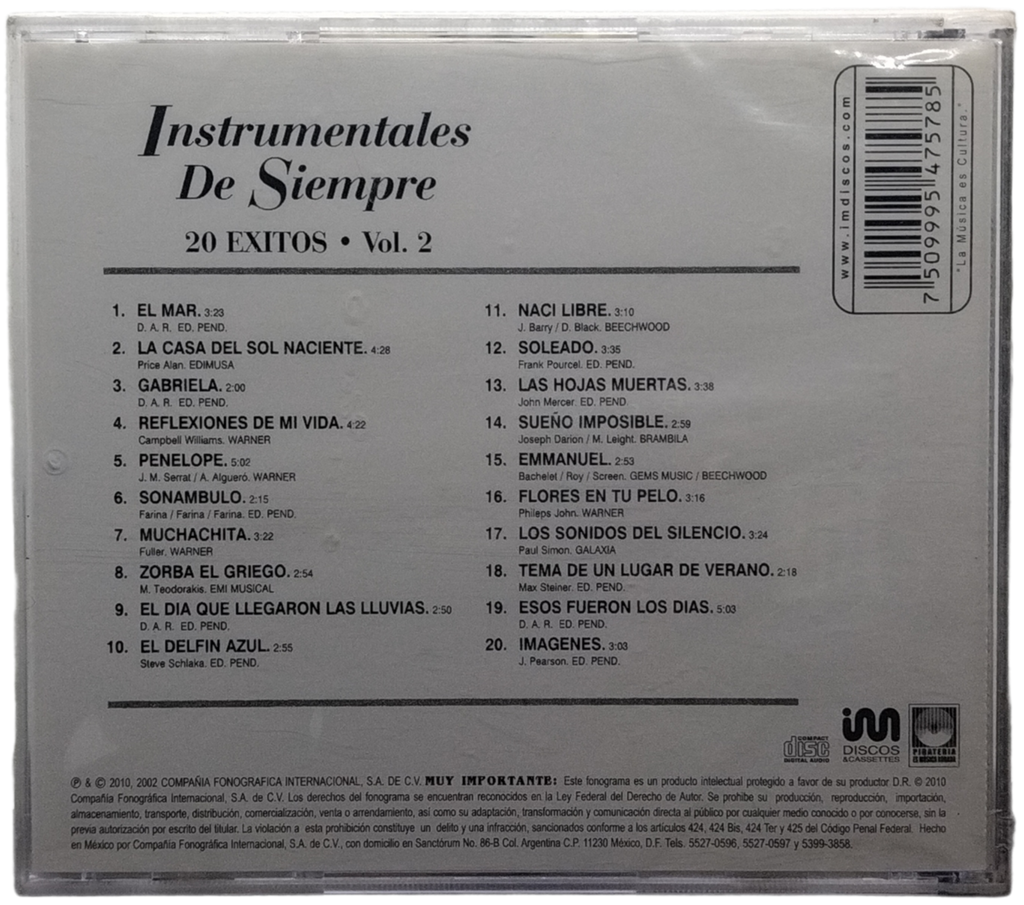 Instrumentales
De Siempre
20 EXITOS • Vol. 2
1. EL MAR. 3:23
D. A. R. ED. PEND.
2. LA CASA DEL SOL NACIENTE. 4:28
Price Alan. EDIMUSA
3. GABRIELA. 2:00
D. A. R. ED. PEND.
4. REFLEXIONES DE MI VIDA. 4:22
Campbell Williams. WARNER
5. PENELOPE. 5:02
J. M. Serrat / A. Algueró. WARNER
6. SONAMBULO. 2:15
Farina / Farina / Farina. ED. PEND.
7. MUCHACHITA. 3:22
Fuller. WARNER
8. ZORBA EL GRIEGO. 2:54
M. Teodorakis. EMI MUSICAL
9. EL DIA QUE LLEGARON LAS LLUVIAS. 2:50
D. A. R. ED. PEND.
10. EL DELFIN AZUL. 2:55
Steve Schlaka. ED. PEND.
11. NACI LIBRE. 3:10
J. Barry / D. Black. BEECHWOOD
12. SOLEADO. 3:35
Frank Pourcel. ED. PEND.
13. LAS HOJAS MUERTAS. 3:38
John Mercer. ED. PEND.
14. SUEÑO IMPOSIBLE. 2:59
Joseph Darion / M. Leight. BRAMBILA
15. EMMANUEL. 2:53
Bachelet / Roy / Screen. GEMS MUSIC / BEECHWOOD
16. FLORES EN TU PELO. 3:16
Phileps John. WARNER
17. LOS SONIDOS DEL SILENCIO. 3:24
Paul Simon. GALAXIA
18. TEMA DE UN LUGAR DE VERANO. 2:18
Max Steiner. ED. PEND.
19. ESOS FUERON LOS DIAS. 5:03
D. A. R. ED. PEND.
20. IMAGENES. 3:03
J. Pearson. ED. PEND.
www.imdiscos.com
7 509995 475785
"La Música es Cultura."
COMPACT
disc
DIGITAL AUDIO
im
DISCOS
& CASSETTES
PIRATERIA
ES MUSICA ROBADA
℗ & © 2010, 2002 COMPAÑIA FONOGRAFICA INTERNACIONAL, S.A. DE C.V. MUY IMPORTANTE: Este fonograma es un producto intelectual protegido a favor de su productor D.R. © 2010
Compañía Fonográfica Internacional, S.A. de C.V. Los derechos del fonograma se encuentran reconocidos en la Ley Federal del Derecho de Autor. Se prohibe su producción, reproducción, importación,
almacenamiento, transporte, distribución, comercialización, venta o arrendamiento, así como su adaptación, transformación y comunicación directa al público por cualquier medio conocido o por conocerse, sin la
previa autorización por escrito del titular. La violación a esta prohibición constituye un delito y una infracción, sancionados conforme a los artículos 424, 424 Bis, 424 Ter y 425 del Código Penal Federal. Hecho
en México por Compañía Fonográfica Internacional, S.A. de C.V., con domicilio en Sanctórum No. 86-B Col. Argentina C.P. 11230 México, D.F. Tels. 5527-0596, 5527-0597 y 5399-3858.